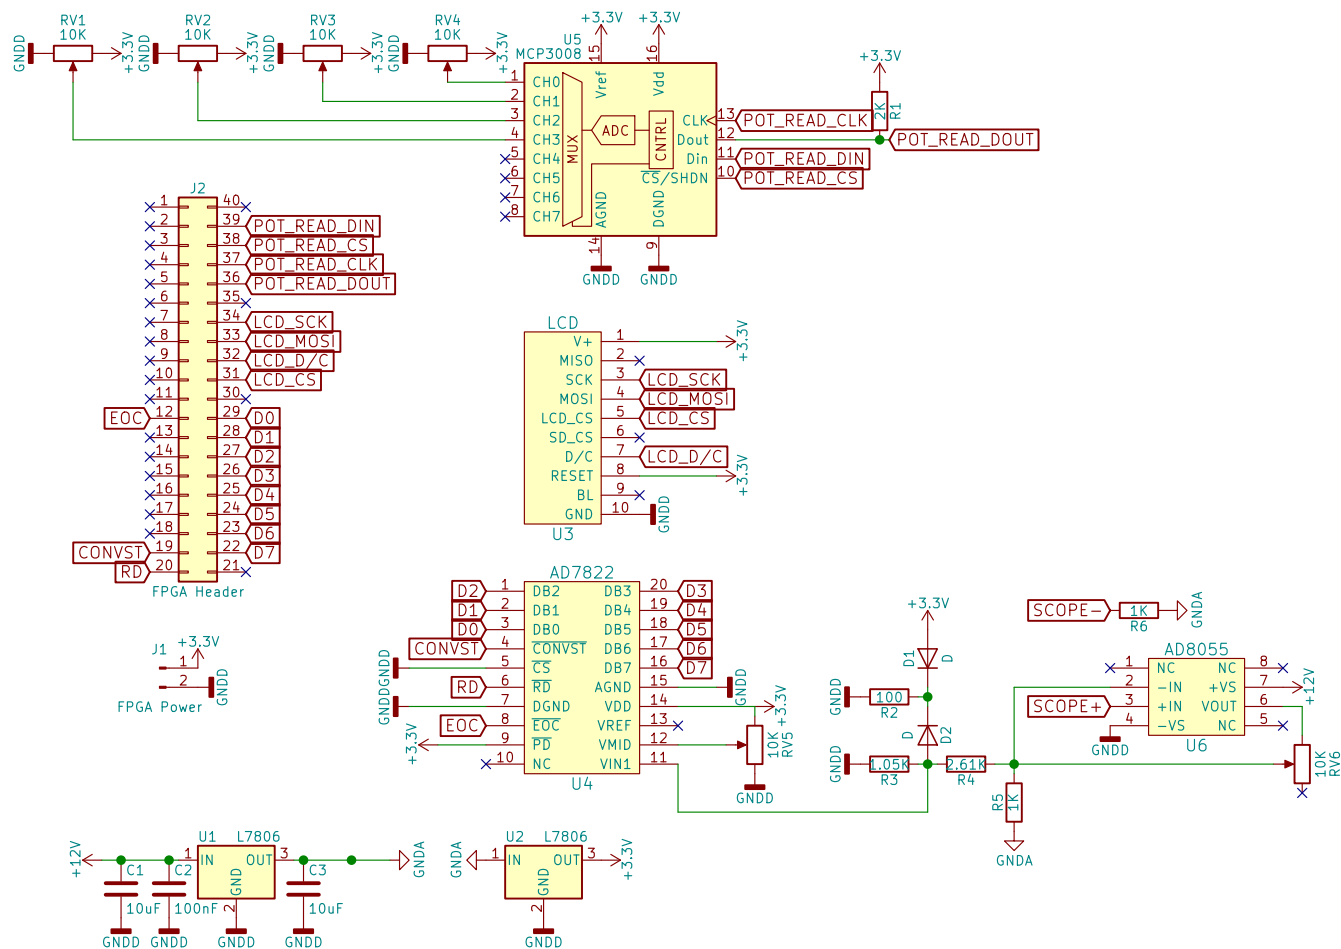 RV1
10K
GNDD
+3.3V
RV2
10K
GNDD
+3.3V
RV3
10K
GNDD
+3.3V
RV4
10K
GNDD
+3.3V
+3.3V
+3.3V
U5
MCP3008
15
16
Vref
Vdd
1 CH0
2 CH1
3 CH2
4 CH3
5 CH4
6 CH5
7 CH6
8 CH7
MUX
ADC
CNTRL
CLK 13 POT_READ_CLK
Dout 12 POT_READ_DOUT
Din 11 POT_READ_DIN
CS/SHDN 10 POT_READ_CS
AGND
DGND
14
9
GNDD
GNDD
+3.3V
2K
R1
J2
1 40
2 39 POT_READ_DIN
3 38 POT_READ_CS
4 37 POT_READ_CLK
5 36 POT_READ_DOUT
6 35
7 34 LCD_SCK
8 33 LCD_MOSI
9 32 LCD_D/C
10 31 LCD_CS
11 30
EOC 12 29 D0
13 28 D1
14 27 D2
15 26 D3
16 25 D4
17 24 D5
18 23 D6
CONVST 19 22 D7
RD 20 21
FPGA Header
LCD
V+ 1 +3.3V
MISO 2
SCK 3 LCD_SCK
MOSI 4 LCD_MOSI
LCD_CS 5 LCD_CS
SD_CS 6
D/C 7 LCD_D/C
RESET 8 +3.3V
BL 9
GND 10 GNDD
U3
J1
+3.3V
1
2
GNDD
FPGA Power
AD7822
D2 1 DB2 DB3 20 D3
D1 2 DB1 DB4 19 D4
D0 3 DB0 DB5 18 D5
CONVST 4 CONVST DB6 17 D6
GNDD 5 CS DB7 16 D7
RD 6 RD AGND 15 GNDD
GNDD 7 DGND VDD 14 +3.3V
EOC 8 EOC VREF 13
+3.3V 9 PD VMID 12
10 NC VIN1 11
U4
10K
RV5
GNDD
+3.3V
D1 D
GNDD
100
R2
D D2
GNDD
1.05K
R3
2.61K
R4
R5
1K
GNDA
SCOPE-
1K
R6
GNDA
AD8055
1 NC NC 8
2 -IN +VS 7 +12V
SCOPE+ 3 +IN VOUT 6
4 -VS NC 5
GNDD
U6
10K
RV6
U1 L7806
+12V
1 IN OUT 3
GND
2
GNDD
C1
10uF
GNDD
C2
100nF
GNDD
C3
10uF
GNDD
GNDA
U2 L7806
GNDA
1 IN OUT 3
+3.3V
GND
2
GNDD